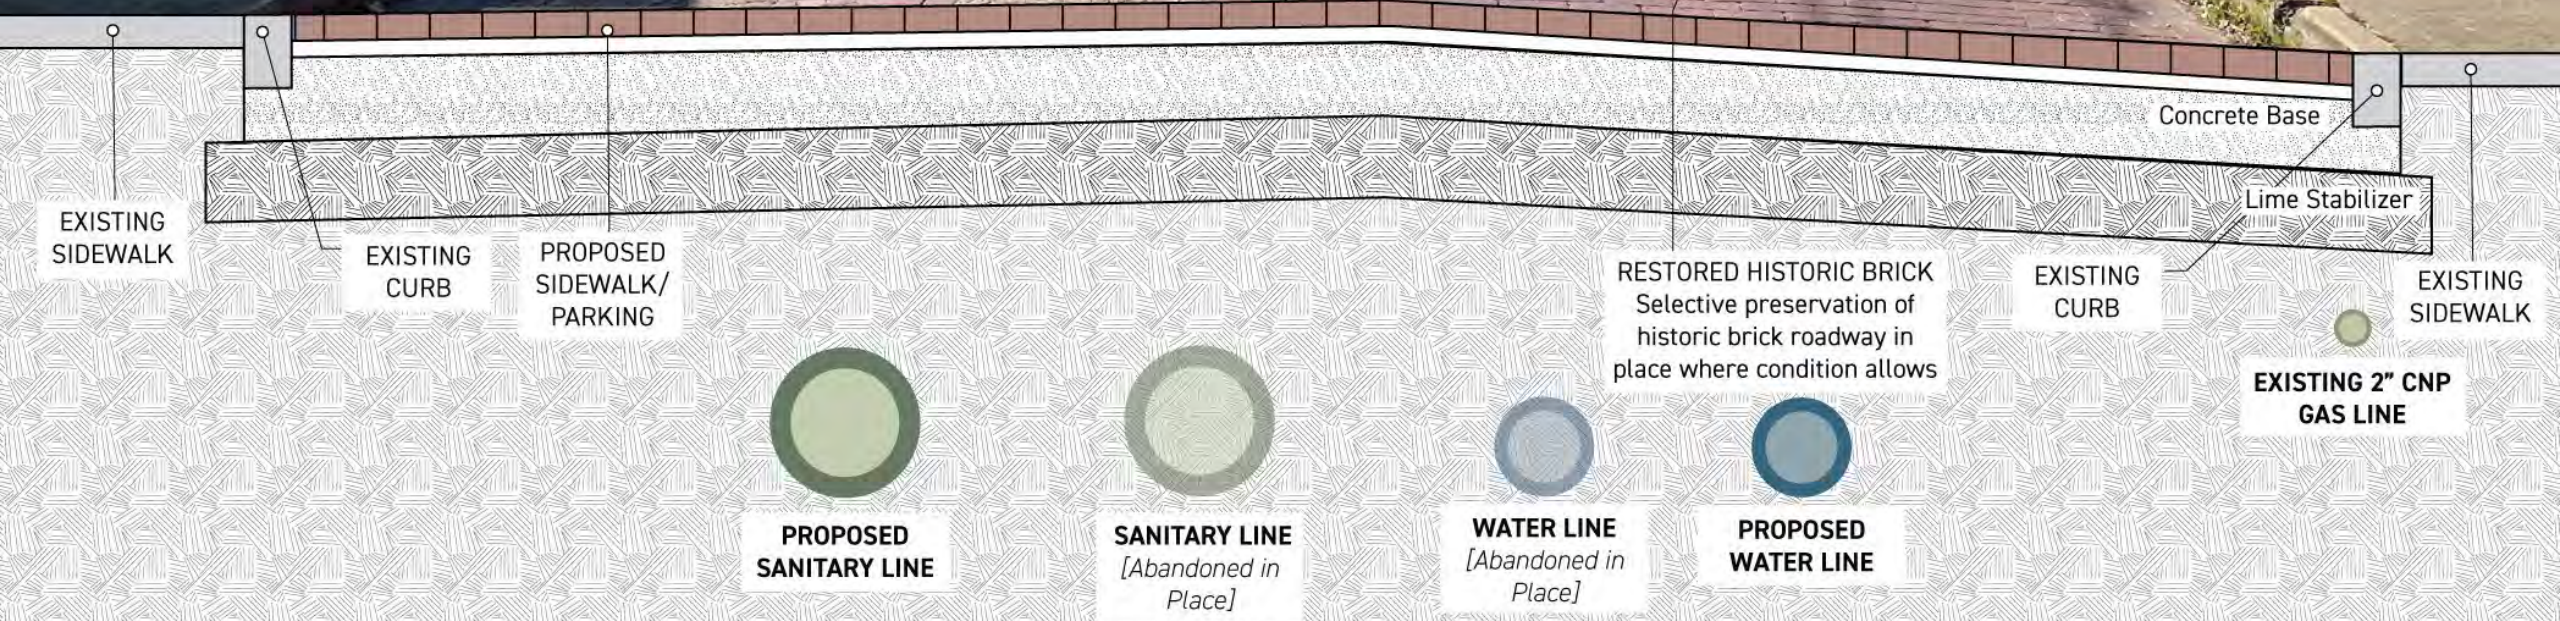 Concrete Base
Lime Stabilizer
EXISTING
SIDEWALK
EXISTING
CURB
PROPOSED
SIDEWALK/
PARKING
RESTORED HISTORIC BRICK
Selective preservation of
historic brick roadway in
place where condition allows
EXISTING
CURB
EXISTING
SIDEWALK
EXISTING 2" CNP
GAS LINE
PROPOSED
SANITARY LINE
SANITARY LINE
[Abandoned in
Place]
WATER LINE
[Abandoned in
Place]
PROPOSED
WATER LINE